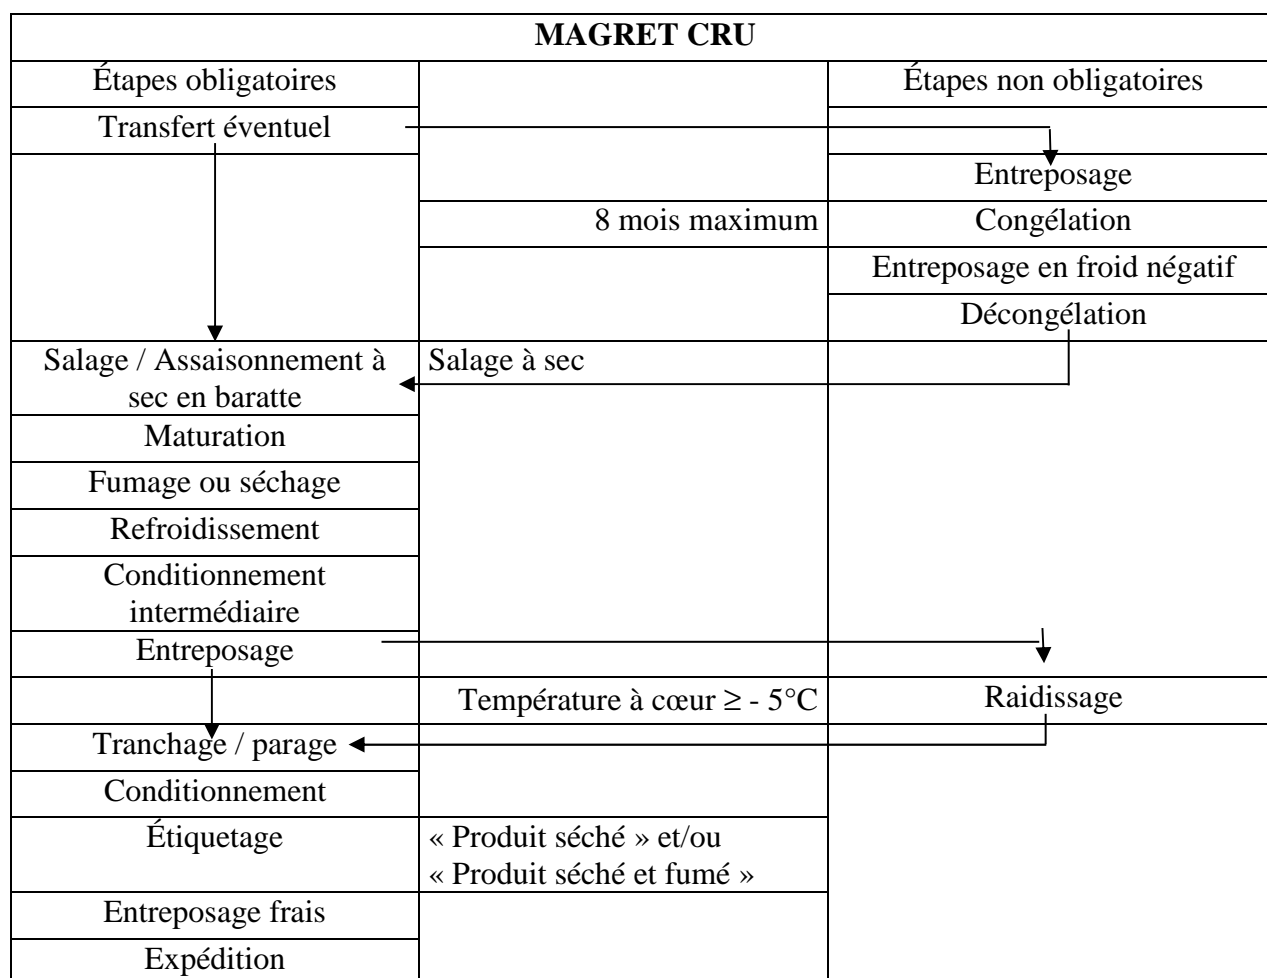 MAGRET CRU
Étapes obligatoires
Étapes non obligatoires
Transfert éventuel
Entreposage
8 mois maximum
Congélation
Entreposage en froid négatif
Décongélation
Salage / Assaisonnement à
sec en baratte
Salage à sec
Maturation
Fumage ou séchage
Refroidissement
Conditionnement
intermédiaire
Entreposage
Température à cœur ≥ - 5°C
Raidissage
Tranchage / parage
Conditionnement
Étiquetage
« Produit séché » et/ou
« Produit séché et fumé »
Entreposage frais
Expédition